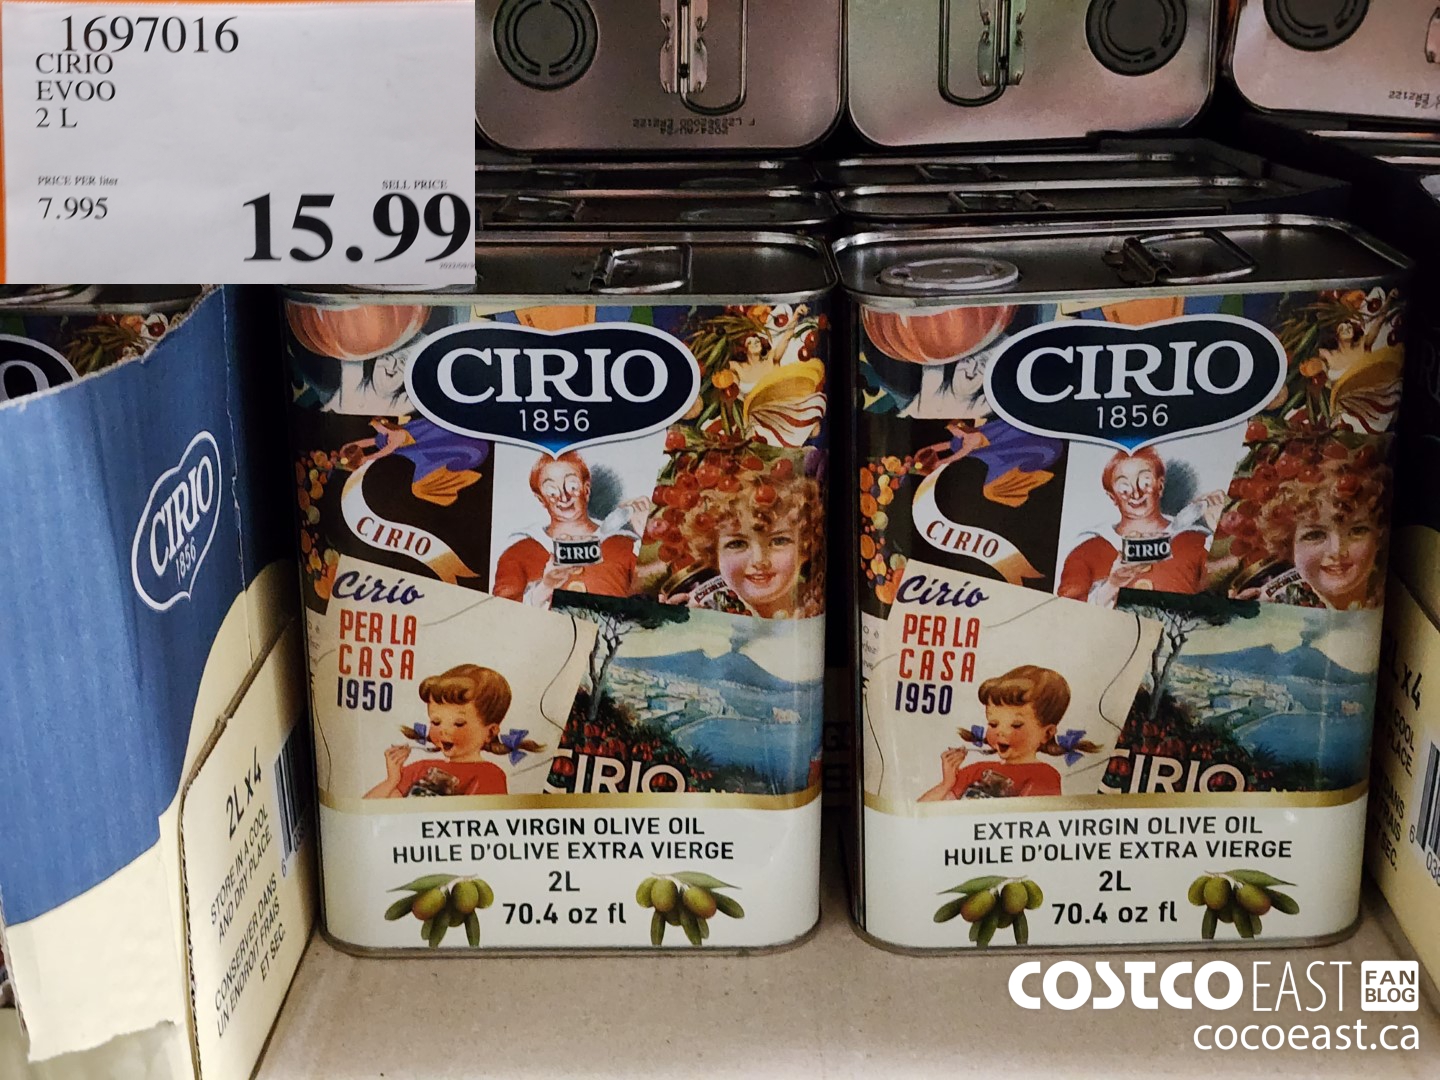 1697016
CIRIO
EVOO
2 L
PRICE PER liter
7.995
SELL PRICE
15.99
CIRIO
1856
CIRIO
CIRIO
Cirio
PER LA
CASA
1950
CIRIO
EXTRA VIRGIN OLIVE OIL
HUILE D'OLIVE EXTRA VIERGE
2L
70.4 oz fl
CIRIO
1856
CIRIO
CIRIO
Cirio
PER LA
CASA
1950
CIRIO
EXTRA VIRGIN OLIVE OIL
HUILE D'OLIVE EXTRA VIERGE
2L
70.4 oz fl
CIRIO
1856
2L X 4
STORE IN A COOL
AND DRY PLACE.
CONSERVER DANS
UN ENDROIT FRAIS
ET SEC.
COSTCO EAST FAN BLOG
cocoeast.ca